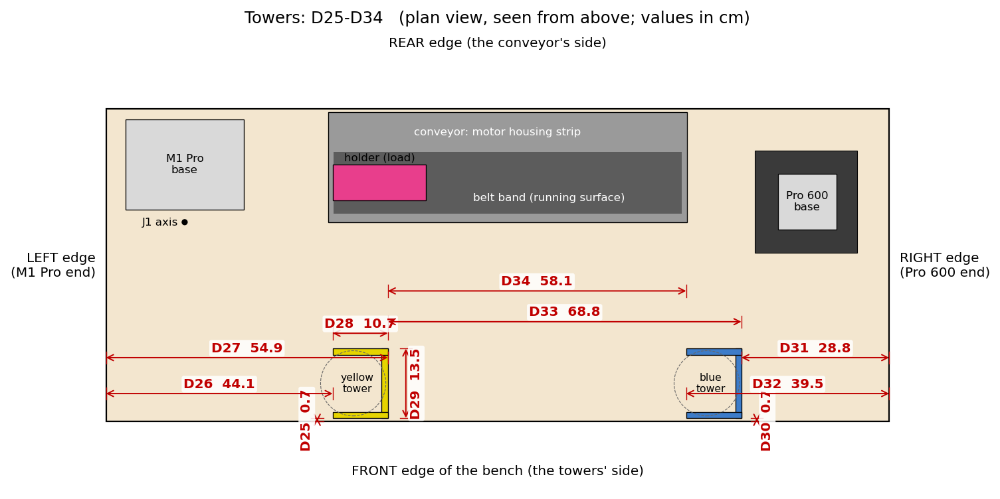 Towers: D25-D34   (plan view, seen from above; values in cm)
REAR edge (the conveyor's side)
conveyor: motor housing strip
holder (load)
M1 Pro
base
belt band (running surface)
Pro 600
base
J1 axis
LEFT edge
(M1 Pro end)
RIGHT edge
(Pro 600 end)
D34  58.1
D33  68.8
D28  10.7
D27  54.9
D31  28.8
D29  13.5
yellow
tower
blue
tower
D26  44.1
D32  39.5
D25  0.7
D30  0.7
FRONT edge of the bench (the towers' side)